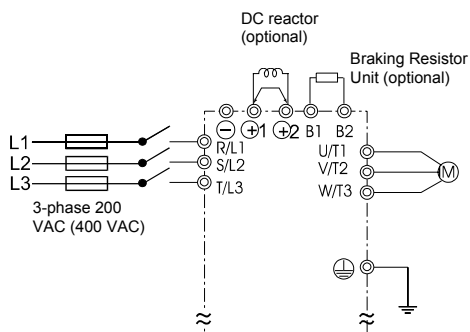 DC reactor
(optional)
Braking Resistor
Unit (optional)
− +1 +2 B1 B2
L1 R/L1 U/T1
L2 S/L2 V/T2
L3 T/L3 W/T3
M
3-phase 200
VAC (400 VAC)